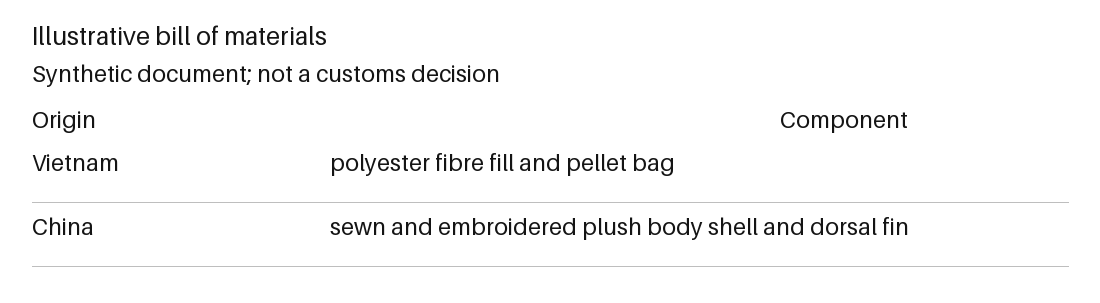 Illustrative bill of materials
Synthetic document; not a customs decision
Origin Component
Vietnam polyester fibre fill and pellet bag
China sewn and embroidered plush body shell and dorsal fin